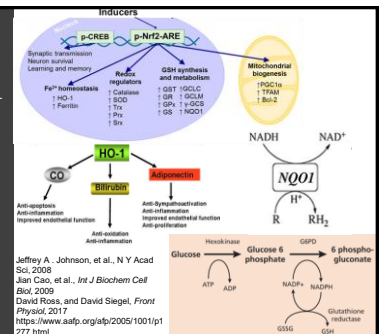 Inducers
Nucleus
p-CREB
p-Nrf2-ARE
Synaptic transmission
Neuron survival
Learning and memory
Fe²⁺ homeostasis
↑ HO-1
↑ Ferritin
Redox
regulators
↑ Catalase
↑ SOD
↑ Trx
↑ Prx
↑ Srx
GSH synthesis
and metabolism
↑ GST ↑GCLC
↑ GR ↑ GCLM
↑ GPx ↑ γ-GCS
↑ GS ↑ NQO1
Mitochondrial
biogenesis
↑PGC1α
↑ TFAM
↑ Bcl-2
HO-1
CO
Bilirubin
Adiponectin
Anti-apoptosis
Anti-inflammation
Improved endothelial function
Anti-oxidation
Anti-inflammation
Anti-Sympathoactivation
Anti-inflammation
Improved endothelial function
Anti-proliferation
NADH
NAD⁺
NQO1
H⁺
R
RH₂
Jeffrey A . Johnson, et al., N Y Acad
Sci, 2008
Jian Cao, et al., Int J Biochem Cell
Biol, 2009
David Ross, and David Siegel, Front
Physiol, 2017
https://www.aafp.org/afp/2005/1001/p1
277.html
Hexokinase
G6PD
Glucose
Glucose 6
phosphate
6 phospho-
gluconate
ATP
ADP
NADP+
NADPH
Glutathione
reductase
GSSG
GSH